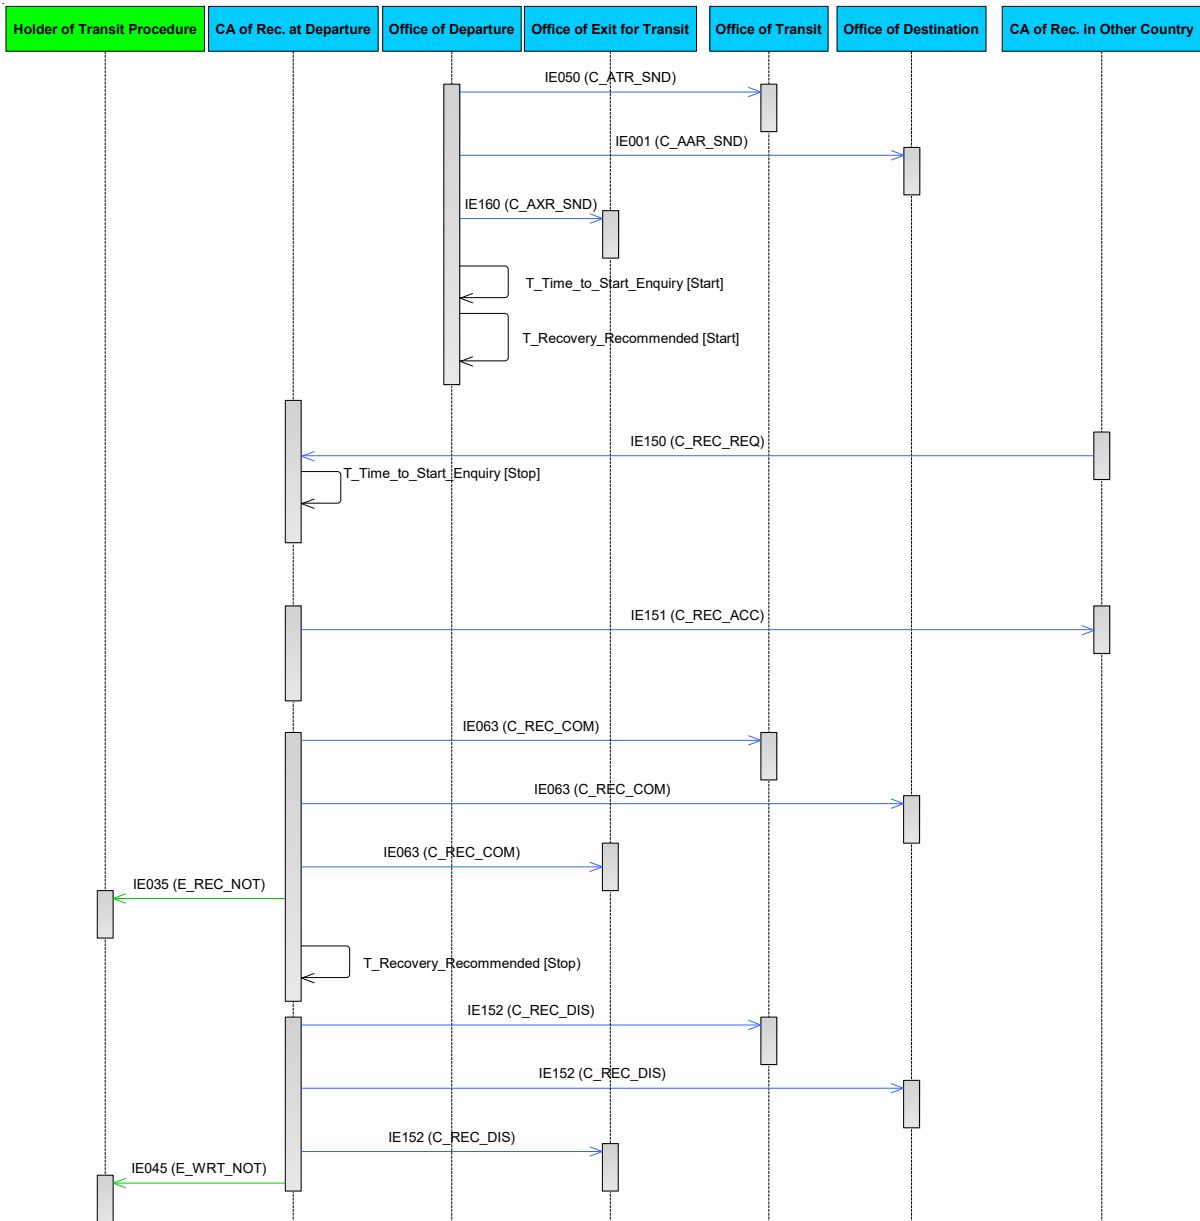 Holder of Transit Procedure
CA of Rec. at Departure
Office of Departure
Office of Exit for Transit
Office of Transit
Office of Destination
CA of Rec. in Other Country
IE050 (C_ATR_SND)
IE001 (C_AAR_SND)
IE160 (C_AXR_SND)
T_Time_to_Start_Enquiry [Start]
T_Recovery_Recommended [Start]
IE150 (C_REC_REQ)
T_Time_to_Start_Enquiry [Stop]
IE151 (C_REC_ACC)
IE063 (C_REC_COM)
IE063 (C_REC_COM)
IE063 (C_REC_COM)
IE035 (E_REC_NOT)
T_Recovery_Recommended [Stop)
IE152 (C_REC_DIS)
IE152 (C_REC_DIS)
IE152 (C_REC_DIS)
IE045 (E_WRT_NOT)